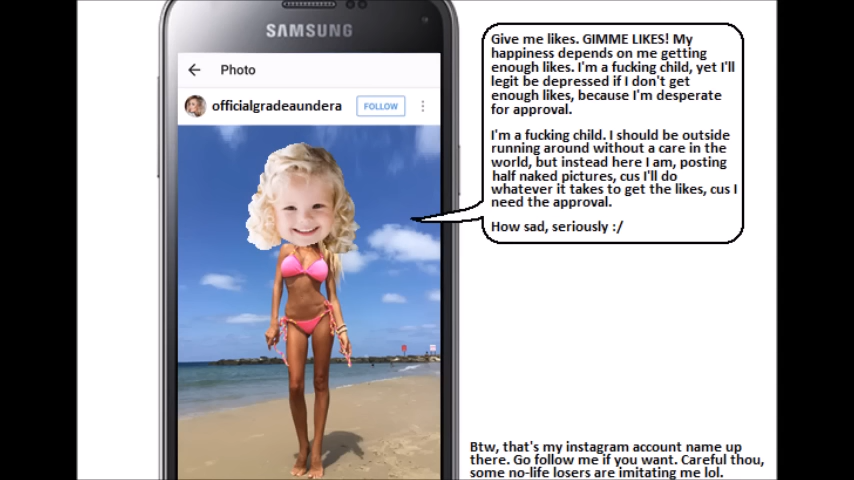 SAMSUNG
Photo
officialgradeaundera
FOLLOW
Give me likes. GIMME LIKES! My
happiness depends on me getting
enough likes. I'm a fucking child, yet I'll
legit be depressed if I don't get
enough likes, because I'm desperate
for approval.
I'm a fucking child. I should be outside
running around without a care in the
world, but instead here I am, posting
half naked pictures, cus I'll do
whatever it takes to get the likes, cus I
need the approval.
How sad, seriously :/
Btw, that's my instagram account name up
there. Go follow me if you want. Careful thou,
some no-life losers are imitating me lol.